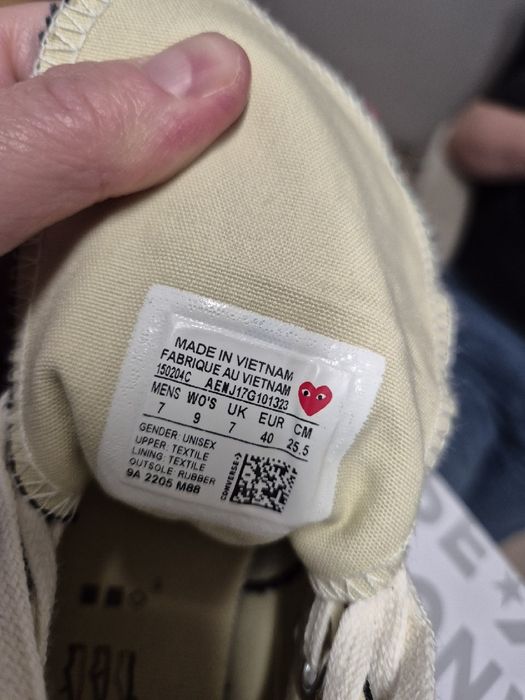 MADE IN VIETNAM
FABRIQUE AU VIETNAM
150204C AENJ17G101323
MENS WO'S UK EUR CM
7 9 7 40 25.5
GENDER: UNISEX
UPPER: TEXTILE
LINING: TEXTILE
OUTSOLE: RUBBER
9A 2205 M88
CONVERSE